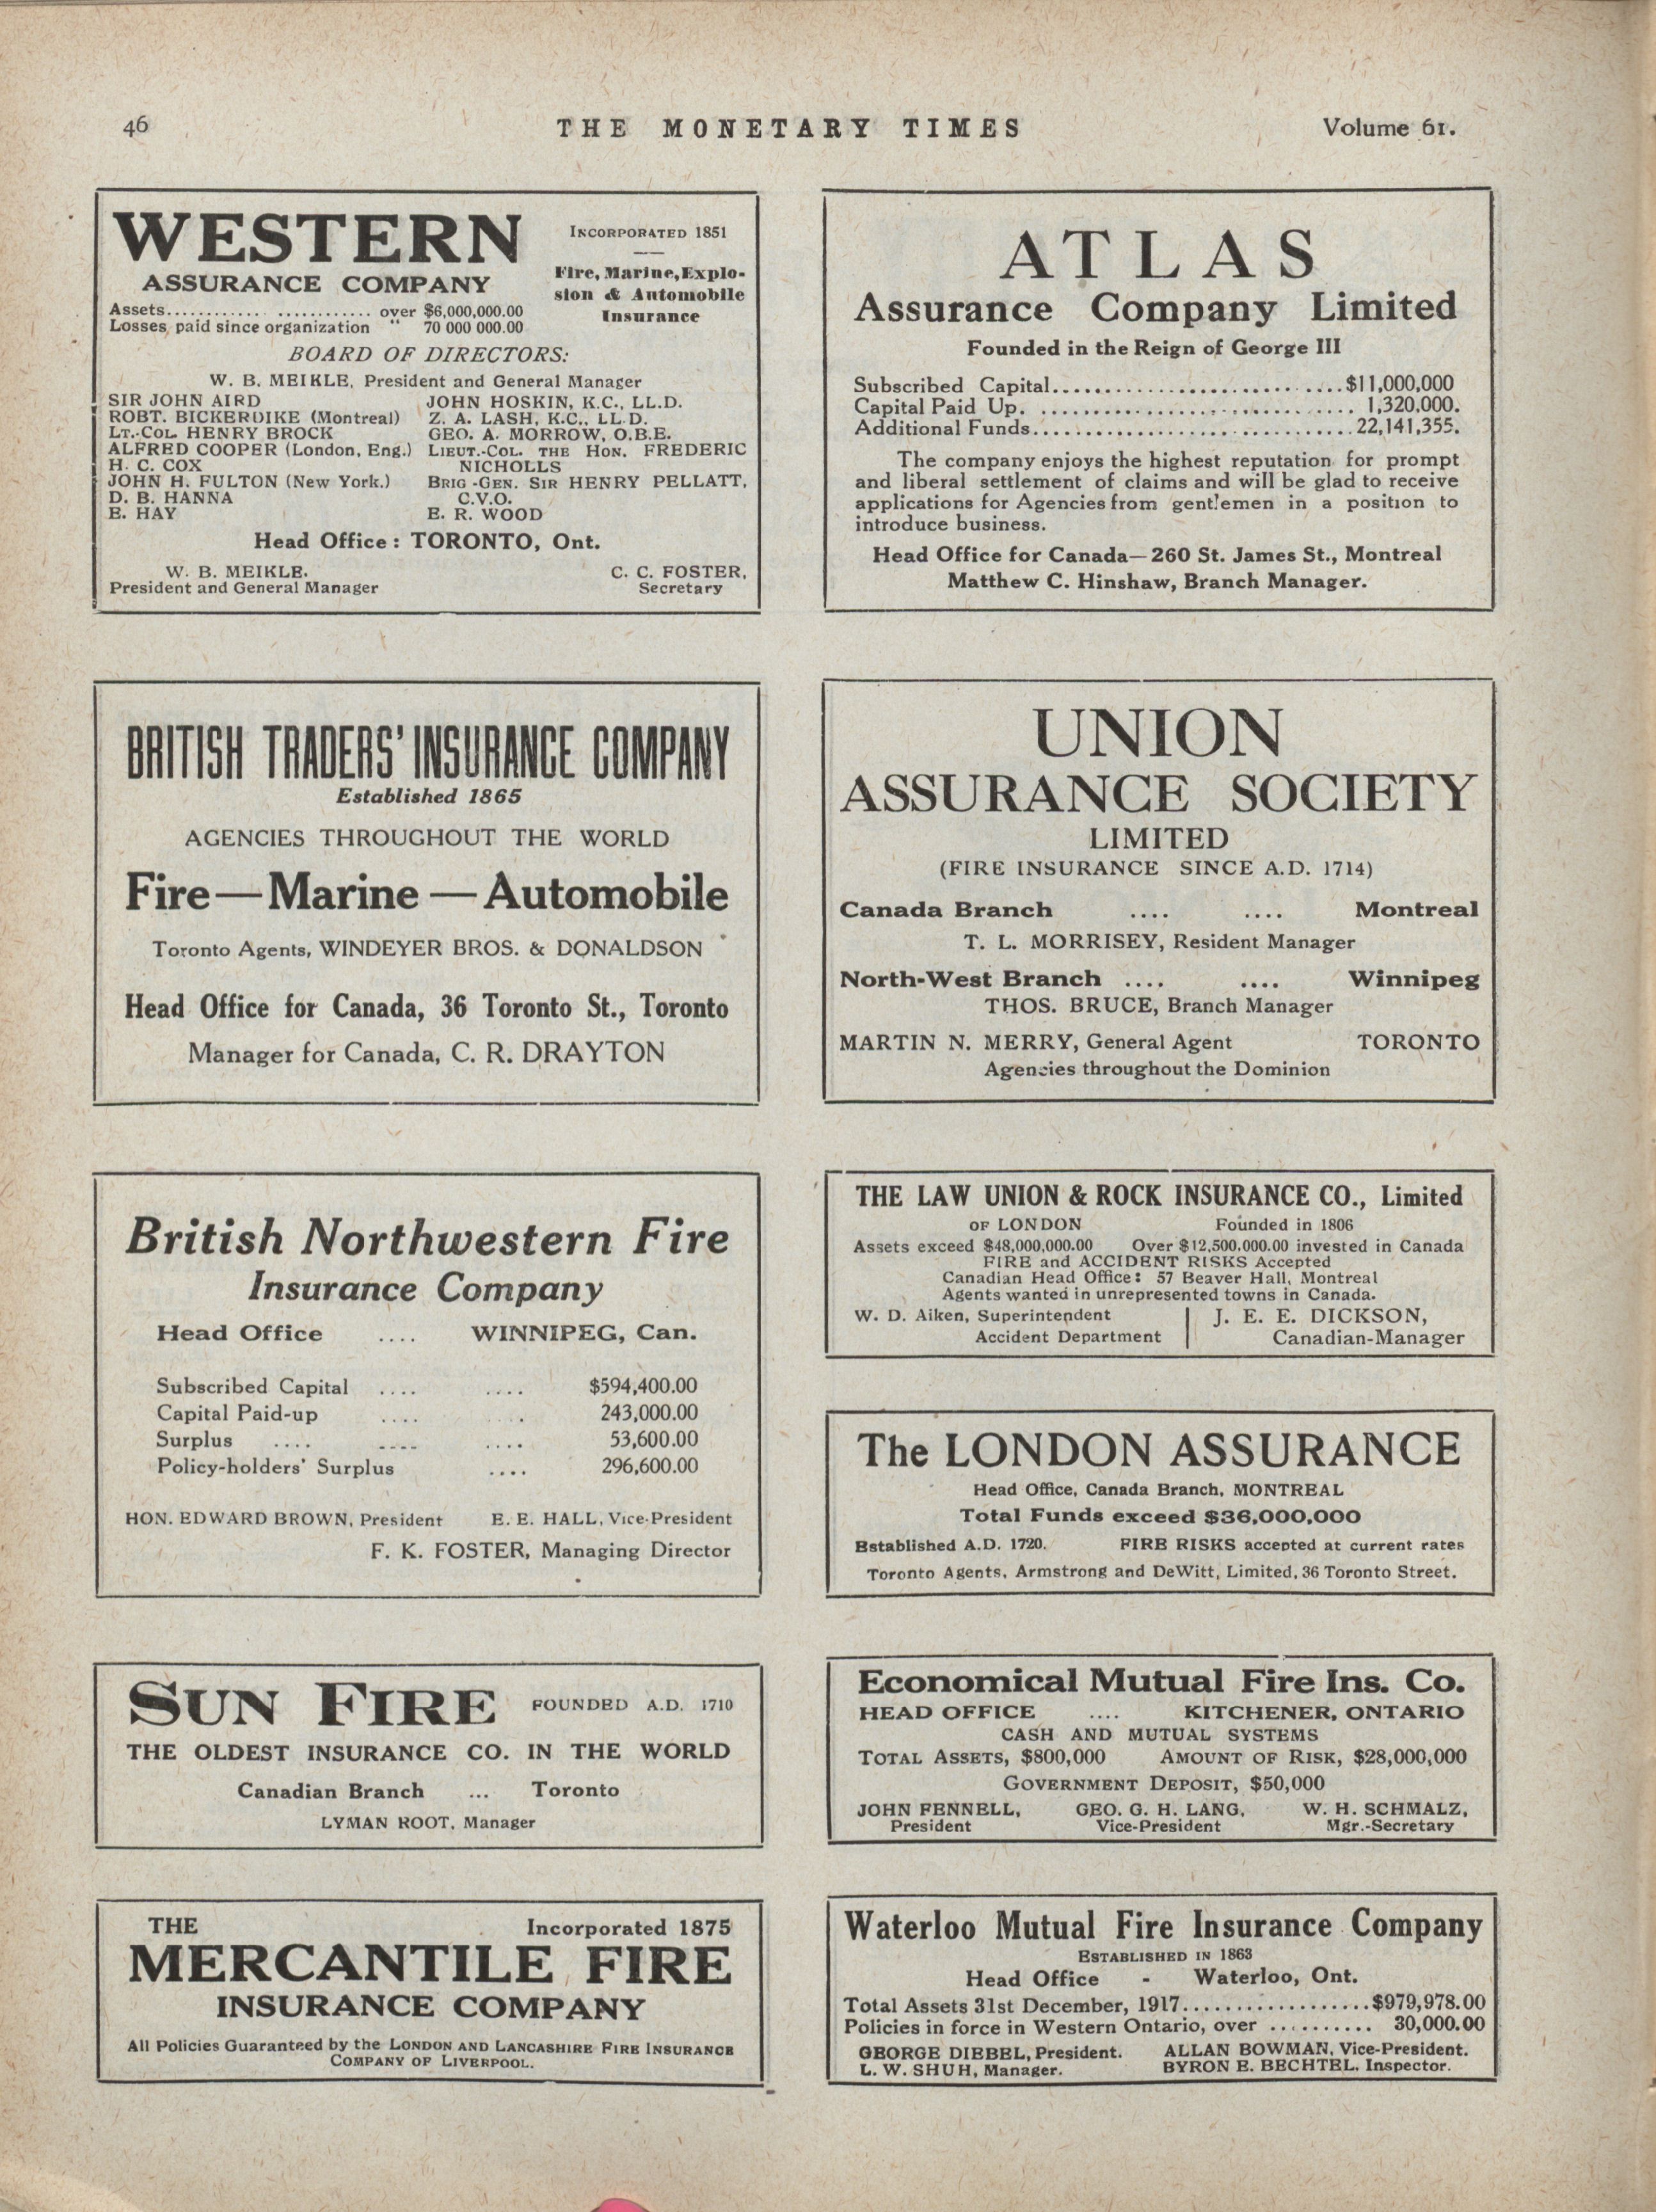 46
THE MONETARY TIMES
Volume 61.
WESTERN
ASSURANCE COMPANY
INCORPORATED 1851
Fire, Marine, Explo-
sion & Automobile
Insurance
Assets.......................... over $6,000,000.00
Losses paid since organization " 70 000 000.00
BOARD OF DIRECTORS:
W. B. MEIKLE, President and General Manager
SIR JOHN AIRD
ROBT. BICKERDIKE (Montreal)
LT.-COL. HENRY BROCK
ALFRED COOPER (London, Eng.)
H. C. COX
JOHN H. FULTON (New York.)
D. B. HANNA
E. HAY
JOHN HOSKIN, K.C., LL.D.
Z. A. LASH, K.C., LL.D.
GEO. A. MORROW, O.B.E.
LIEUT.-COL. THE HON. FREDERIC
NICHOLLS
BRIG-GEN. SIR HENRY PELLATT,
C.V.O.
E. R. WOOD
Head Office: TORONTO, Ont.
W. B. MEIKLE,
President and General Manager
C. C. FOSTER,
Secretary
ATLAS
Assurance Company Limited
Founded in the Reign of George III
Subscribed Capital..........................$11,000,000
Capital Paid Up. .......................... 1,320,000.
Additional Funds..........................22,141,355.
The company enjoys the highest reputation for prompt
and liberal settlement of claims and will be glad to receive
applications for Agencies from gentlemen in a position to
introduce business.
Head Office for Canada—260 St. James St., Montreal
Matthew C. Hinshaw, Branch Manager.
BRITISH TRADERS' INSURANCE COMPANY
Established 1865
AGENCIES THROUGHOUT THE WORLD
Fire—Marine—Automobile
Toronto Agents, WINDEYER BROS. & DONALDSON
Head Office for Canada, 36 Toronto St., Toronto
Manager for Canada, C. R. DRAYTON
UNION
ASSURANCE SOCIETY
LIMITED
(FIRE INSURANCE SINCE A.D. 1714)
Canada Branch .... .... Montreal
T. L. MORRISEY, Resident Manager
North-West Branch .... .... Winnipeg
THOS. BRUCE, Branch Manager
MARTIN N. MERRY, General Agent TORONTO
Agencies throughout the Dominion
British Northwestern Fire
Insurance Company
Head Office .... WINNIPEG, Can.
Subscribed Capital .... .... $594,400.00
Capital Paid-up .... .... 243,000.00
Surplus .... .... .... 53,600.00
Policy-holders' Surplus .... 296,600.00
HON. EDWARD BROWN, President E. E. HALL, Vice-President
F. K. FOSTER, Managing Director
THE LAW UNION & ROCK INSURANCE CO., Limited
OF LONDON Founded in 1806
Assets exceed $48,000,000.00 Over $12,500,000.00 invested in Canada
FIRE and ACCIDENT RISKS Accepted
Canadian Head Office: 57 Beaver Hall, Montreal
Agents wanted in unrepresented towns in Canada.
W. D. Aiken, Superintendent
Accident Department
J. E. E. DICKSON,
Canadian-Manager
The LONDON ASSURANCE
Head Office, Canada Branch, MONTREAL
Total Funds exceed $36,000,000
Established A.D. 1720. FIRE RISKS accepted at current rates
Toronto Agents, Armstrong and DeWitt, Limited, 36 Toronto Street.
SUN FIRE FOUNDED A.D. 1710
THE OLDEST INSURANCE CO. IN THE WORLD
Canadian Branch ... Toronto
LYMAN ROOT, Manager
Economical Mutual Fire Ins. Co.
HEAD OFFICE .... KITCHENER, ONTARIO
CASH AND MUTUAL SYSTEMS
TOTAL ASSETS, $800,000 AMOUNT OF RISK, $28,000,000
GOVERNMENT DEPOSIT, $50,000
JOHN FENNELL,
President
GEO. G. H. LANG,
Vice-President
W. H. SCHMALZ,
Mgr.-Secretary
THE Incorporated 1875
MERCANTILE FIRE
INSURANCE COMPANY
All Policies Guaranteed by the LONDON AND LANCASHIRE FIRE INSURANCE
COMPANY OF LIVERPOOL.
Waterloo Mutual Fire Insurance Company
ESTABLISHED IN 1863
Head Office - Waterloo, Ont.
Total Assets 31st December, 1917..................$979,978.00
Policies in force in Western Ontario, over .......... 30,000.00
GEORGE DIEBEL, President. ALLAN BOWMAN, Vice-President.
L. W. SHUH, Manager. BYRON E. BECHTEL, Inspector.